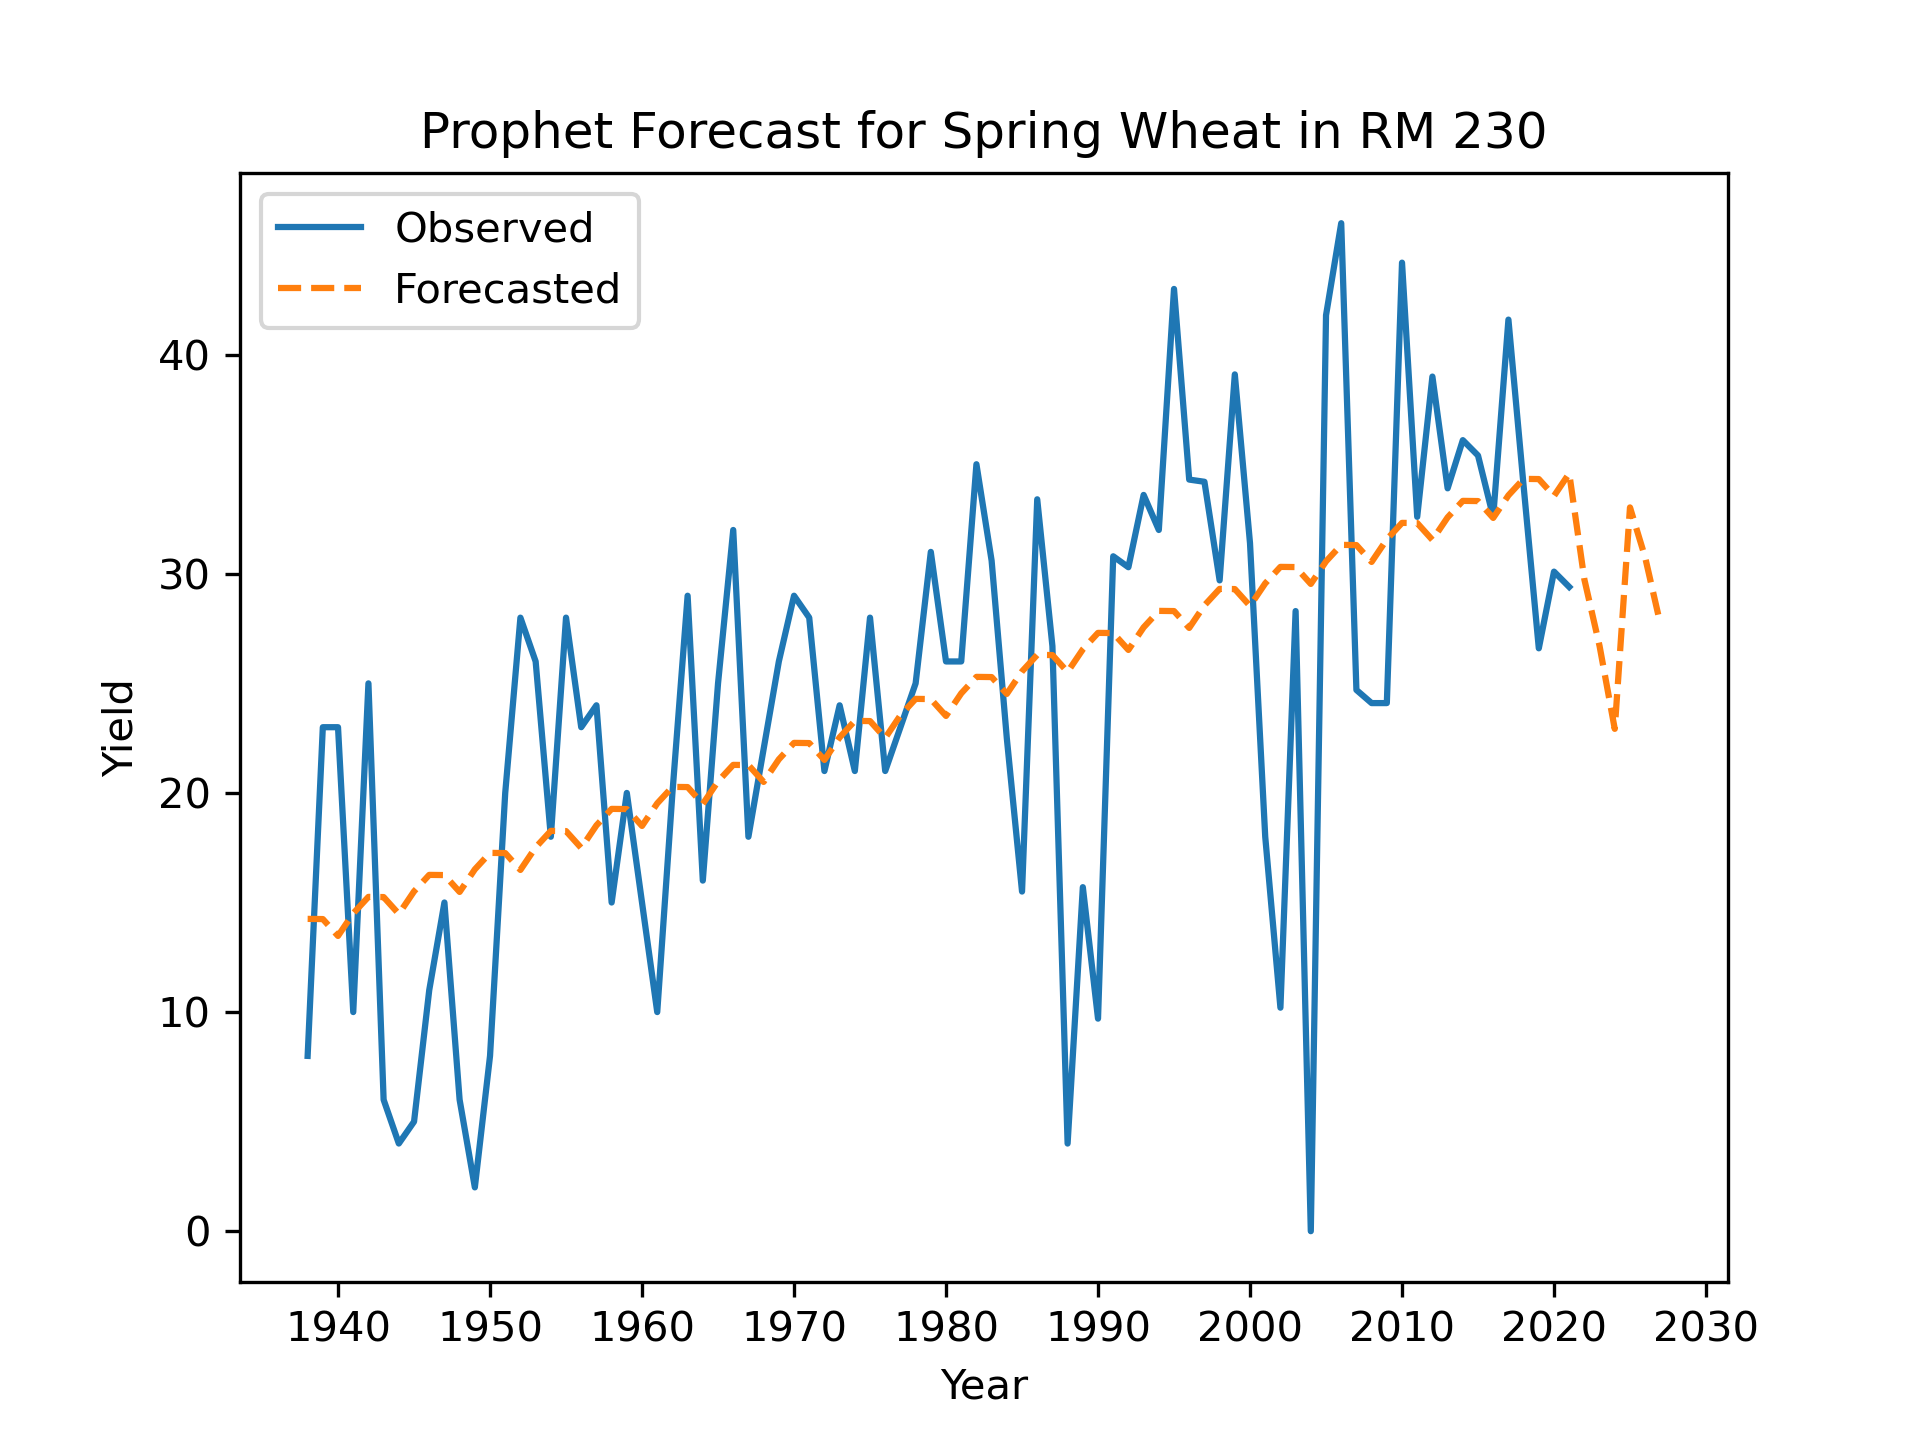 Prophet Forecast for Spring Wheat in RM 230
Observed
Forecasted
40
30
20
10
0
Yield
1940 1950 1960 1970 1980 1990 2000 2010 2020 2030
Year